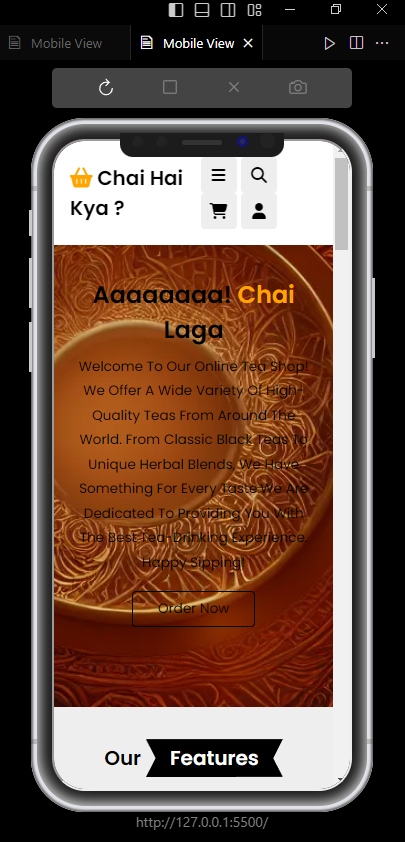 Mobile View
Mobile View
Chai Hai
Kya ?
Aaaaaaaa! Chai
Laga
Welcome To Our Online Tea Shop!
We Offer A Wide Variety Of High-
Quality Teas From Around The
World. From Classic Black Teas To
Unique Herbal Blends, We Have
Something For Every Taste.We Are
Dedicated To Providing You With
The Best Tea-Drinking Experience.
Happy Sipping!
Order Now
Our Features
http://127.0.0.1:5500/